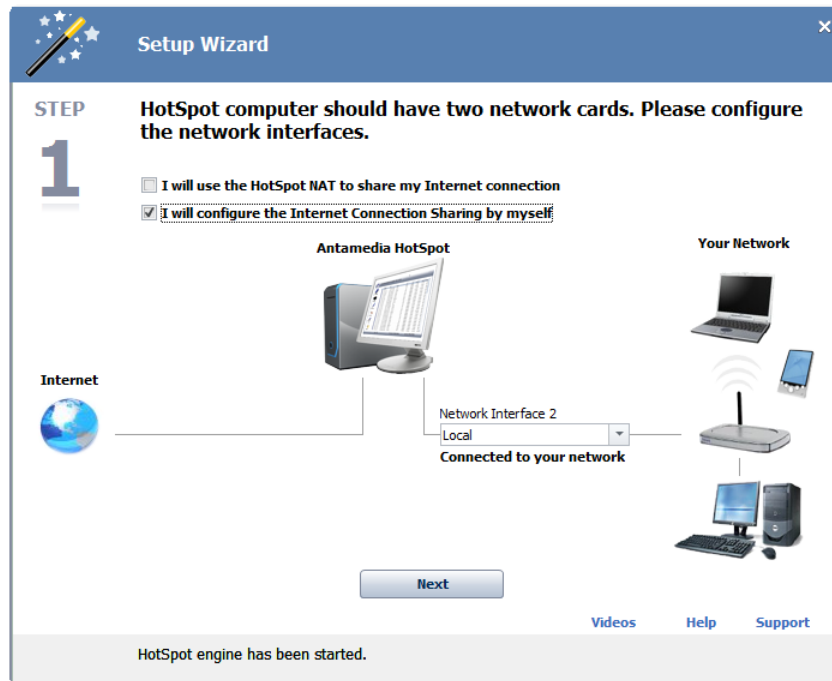 Setup Wizard
STEP
1
HotSpot computer should have two network cards. Please configure
the network interfaces.
I will use the HotSpot NAT to share my Internet connection
I will configure the Internet Connection Sharing by myself
Antamedia HotSpot
Your Network
Internet
Network Interface 2
Local
Connected to your network
Next
Videos
Help
Support
HotSpot engine has been started.